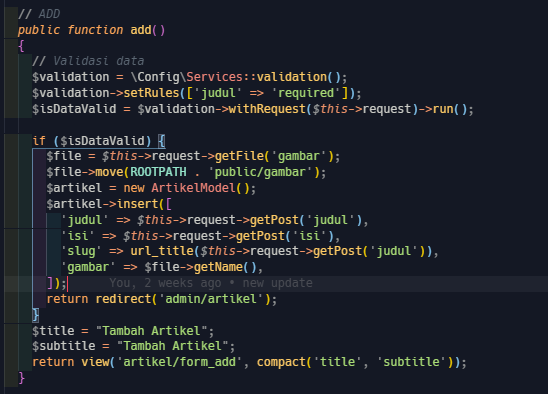 // ADD
public function add()
{
// Validasi data
$validation = \Config\Services::validation();
$validation->setRules(['judul' => 'required']);
$isDataValid = $validation->withRequest($this->request)->run();
if ($isDataValid) {
$file = $this->request->getFile('gambar');
$file->move(ROOTPATH . 'public/gambar');
$artikel = new ArtikelModel();
$artikel->insert([
'judul' => $this->request->getPost('judul'),
'isi' => $this->request->getPost('isi'),
'slug' => url_title($this->request->getPost('judul')),
'gambar' => $file->getName(),
]); You, 2 weeks ago • new update
return redirect('admin/artikel');
}
$title = "Tambah Artikel";
$subtitle = "Tambah Artikel";
return view('artikel/form_add', compact('title', 'subtitle'));
}